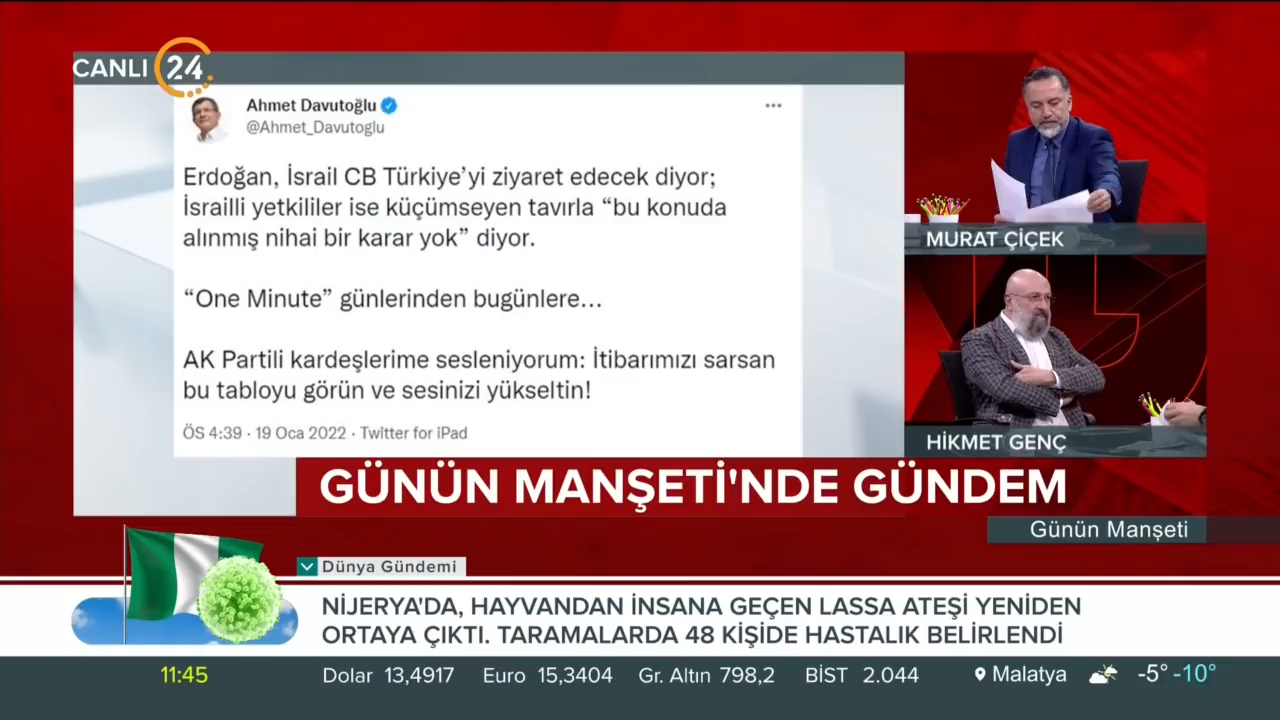 CANLI 24
Ahmet Davutoğlu
@Ahmet_Davutoglu
Erdoğan, İsrail CB Türkiye’yi ziyaret edecek diyor;
İsrailli yetkililer ise küçümseyen tavırla “bu konuda
alınmış nihai bir karar yok” diyor.
“One Minute” günlerinden bugünlere...
AK Partili kardeşlerime sesleniyorum: İtibarımızı sarsan
bu tabloyu görün ve sesinizi yükseltin!
ÖS 4:39 · 19 Oca 2022 · Twitter for iPad
MURAT ÇİÇEK
HİKMET GENÇ
GÜNÜN MANŞETİ'NDE GÜNDEM
Günün Manşeti
Dünya Gündemi
NİJERYA'DA, HAYVANDAN İNSANA GEÇEN LASSA ATEŞİ YENİDEN
ORTAYA ÇIKTI. TARAMALARDA 48 KİŞİDE HASTALIK BELİRLENDİ
11:45 Dolar 13,4917 Euro 15,3404 Gr. Altın 798,2 BİST 2.044 Malatya -5° -10°